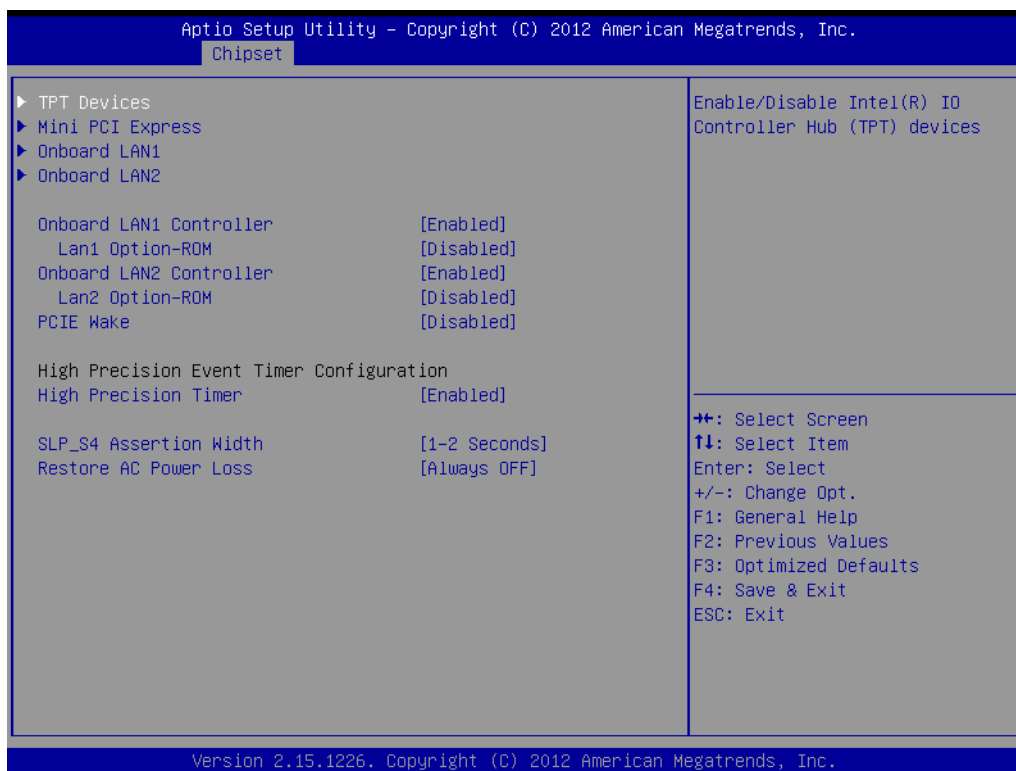 Aptio Setup Utility – Copyright (C) 2012 American Megatrends, Inc.
Chipset
TPT Devices
Mini PCI Express
Onboard LAN1
Onboard LAN2
Onboard LAN1 Controller [Enabled]
Lan1 Option-ROM [Disabled]
Onboard LAN2 Controller [Enabled]
Lan2 Option-ROM [Disabled]
PCIE Wake [Disabled]
High Precision Event Timer Configuration
High Precision Timer [Enabled]
SLP_S4 Assertion Width [1-2 Seconds]
Restore AC Power Loss [Always OFF]
Enable/Disable Intel(R) IO
Controller Hub (TPT) devices
→←: Select Screen
↑↓: Select Item
Enter: Select
+/-: Change Opt.
F1: General Help
F2: Previous Values
F3: Optimized Defaults
F4: Save & Exit
ESC: Exit
Version 2.15.1226. Copyright (C) 2012 American Megatrends, Inc.